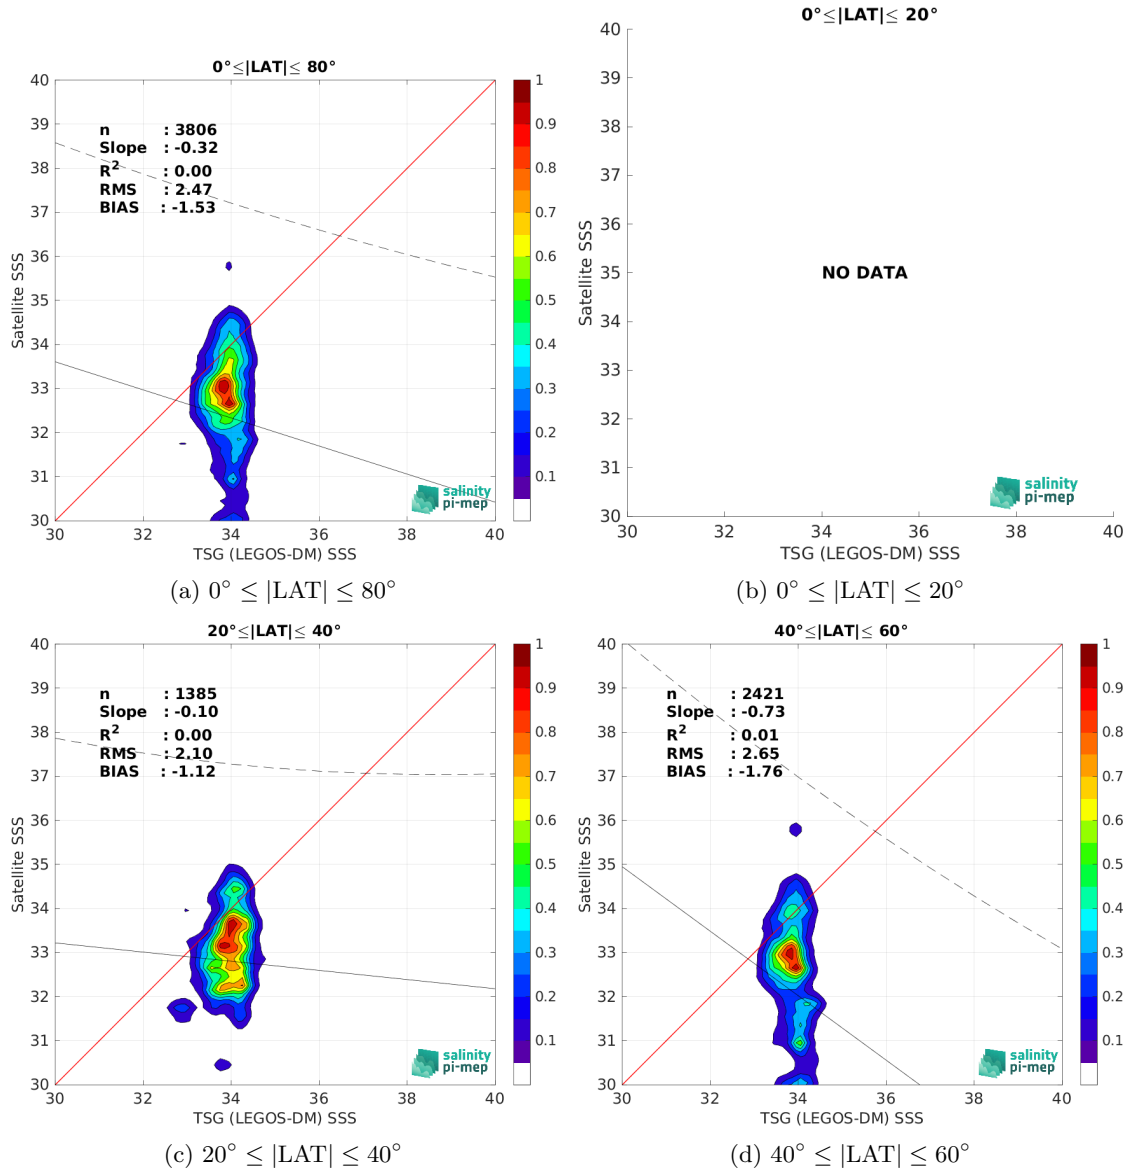 0°≤|LAT|≤ 80°
40
39
38
37
36
35
34
33
32
31
30
30
32
34
36
38
40
Satellite SSS
TSG (LEGOS-DM) SSS
n : 3806
Slope : -0.32
R² : 0.00
RMS : 2.47
BIAS : -1.53
1
0.9
0.8
0.7
0.6
0.5
0.4
0.3
0.2
0.1
salinity
pi-mep
(a) 0° ≤ |LAT| ≤ 80°
0°≤|LAT|≤ 20°
40
39
38
37
36
35
34
33
32
31
30
30
32
34
36
38
40
Satellite SSS
TSG (LEGOS-DM) SSS
NO DATA
salinity
pi-mep
(b) 0° ≤ |LAT| ≤ 20°
20°≤|LAT|≤ 40°
40
39
38
37
36
35
34
33
32
31
30
30
32
34
36
38
40
Satellite SSS
TSG (LEGOS-DM) SSS
n : 1385
Slope : -0.10
R² : 0.00
RMS : 2.10
BIAS : -1.12
1
0.9
0.8
0.7
0.6
0.5
0.4
0.3
0.2
0.1
salinity
pi-mep
(c) 20° ≤ |LAT| ≤ 40°
40°≤|LAT|≤ 60°
40
39
38
37
36
35
34
33
32
31
30
30
32
34
36
38
40
Satellite SSS
TSG (LEGOS-DM) SSS
n : 2421
Slope : -0.73
R² : 0.01
RMS : 2.65
BIAS : -1.76
1
0.9
0.8
0.7
0.6
0.5
0.4
0.3
0.2
0.1
salinity
pi-mep
(d) 40° ≤ |LAT| ≤ 60°